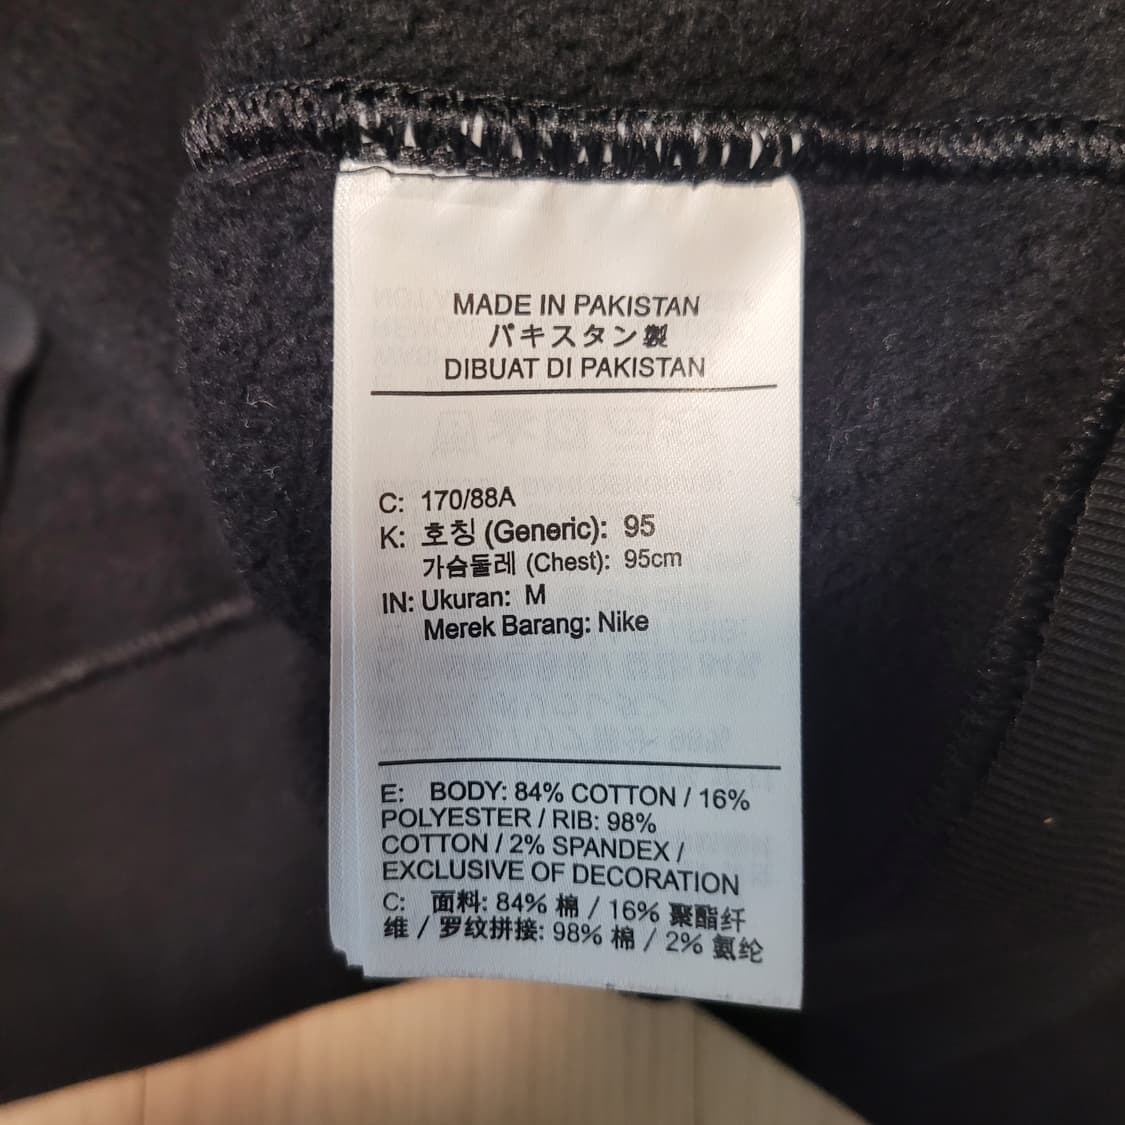 MADE IN PAKISTAN
パキスタン製
DIBUAT DI PAKISTAN
C: 170/88A
K: 호칭 (Generic): 95
가슴둘레 (Chest): 95cm
IN: Ukuran: M
Merek Barang: Nike
E: BODY: 84% COTTON / 16%
POLYESTER / RIB: 98%
COTTON / 2% SPANDEX /
EXCLUSIVE OF DECORATION
C: 面料: 84% 棉 / 16% 聚酯纤
维 / 罗纹拼接: 98% 棉 / 2% 氨纶